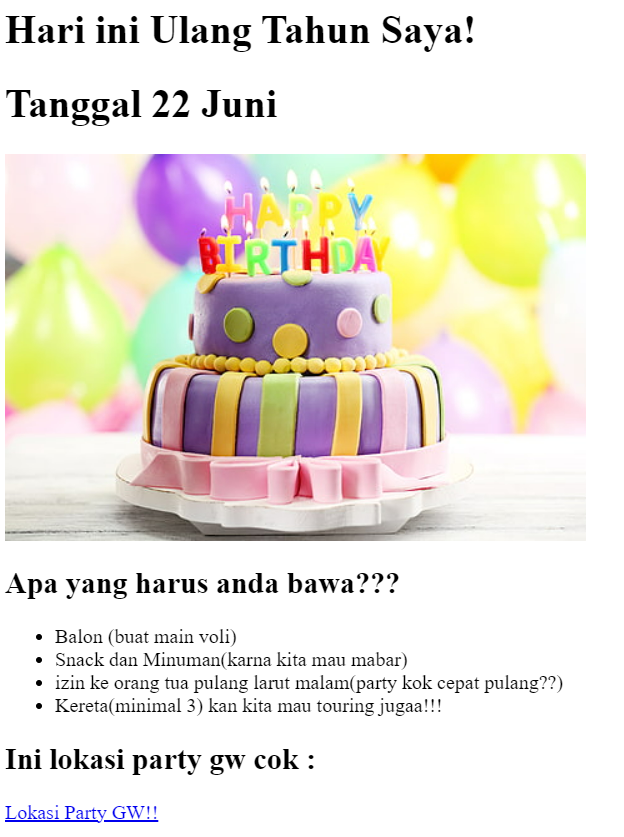 Hari ini Ulang Tahun Saya!
Tanggal 22 Juni
HAPPY
BIRTHDAY
Apa yang harus anda bawa???
Balon (buat main voli)
Snack dan Minuman(karna kita mau mabar)
izin ke orang tua pulang larut malam(party kok cepat pulang??)
Kereta(minimal 3) kan kita mau touring jugaa!!!
Ini lokasi party gw cok :
Lokasi Party GW!!